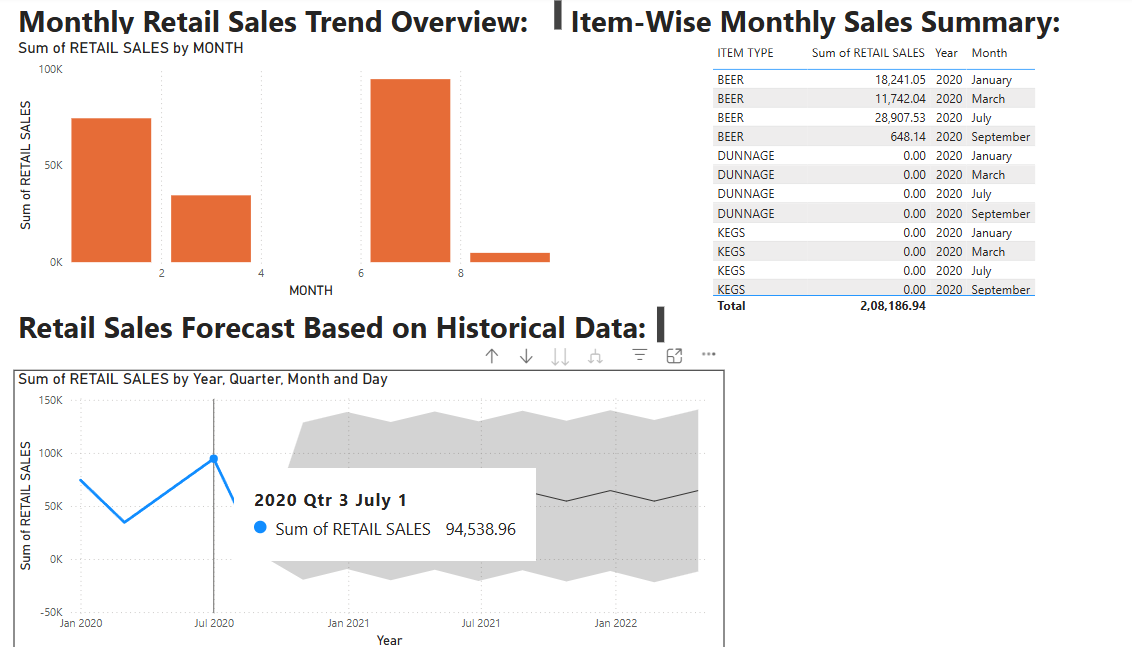 Monthly Retail Sales Trend Overview:
Sum of RETAIL SALES by MONTH
100K
50K
0K
Sum of RETAIL SALES
2 4 6 8
MONTH
Item-Wise Monthly Sales Summary:
ITEM TYPE Sum of RETAIL SALES Year Month
BEER 18,241.05 2020 January
BEER 11,742.04 2020 March
BEER 28,907.53 2020 July
BEER 648.14 2020 September
DUNNAGE 0.00 2020 January
DUNNAGE 0.00 2020 March
DUNNAGE 0.00 2020 July
DUNNAGE 0.00 2020 September
KEGS 0.00 2020 January
KEGS 0.00 2020 March
KEGS 0.00 2020 July
KEGS 0.00 2020 September
Total 2,08,186.94
Retail Sales Forecast Based on Historical Data:
Sum of RETAIL SALES by Year, Quarter, Month and Day
150K
100K
50K
0K
-50K
Sum of RETAIL SALES
2020 Qtr 3 July 1
Sum of RETAIL SALES 94,538.96
Jan 2020 Jul 2020 Jan 2021 Jul 2021 Jan 2022
Year